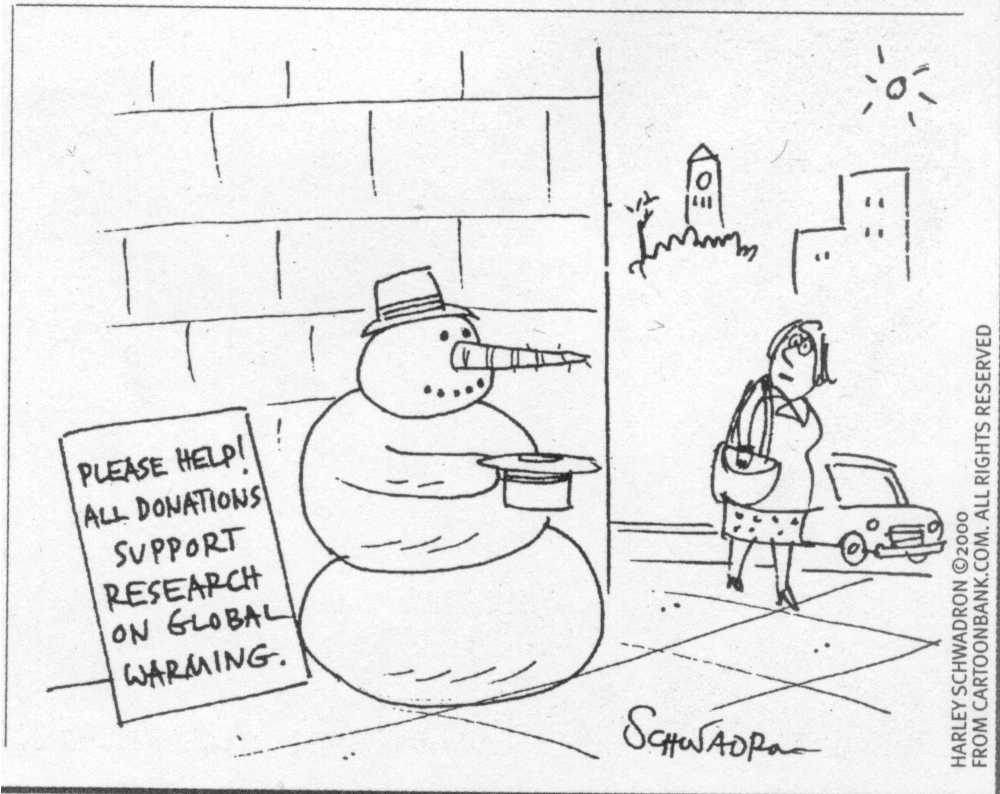 PLEASE HELP!
ALL DONATIONS
SUPPORT
RESEARCH
ON GLOBAL
WARMING.
SCHWADRON
HARLEY SCHWADRON ©2000
FROM CARTOONBANK.COM. ALL RIGHTS RESERVED